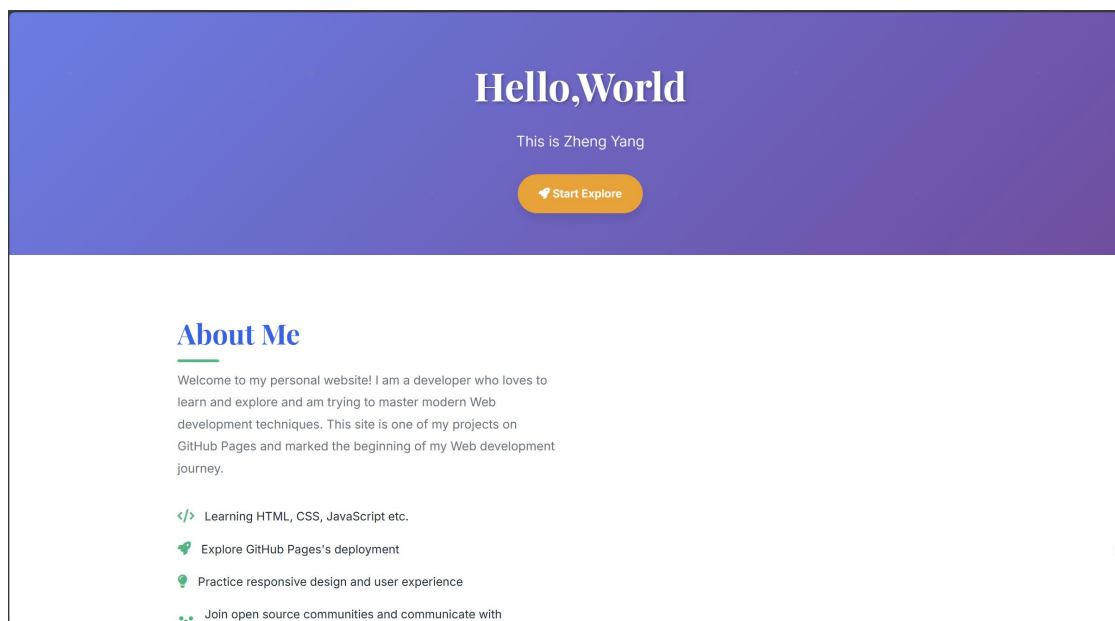 Hello,World
This is Zheng Yang
Start Explore
About Me
Welcome to my personal website! I am a developer who loves to
learn and explore and am trying to master modern Web
development techniques. This site is one of my projects on
GitHub Pages and marked the beginning of my Web development
journey.
Learning HTML, CSS, JavaScript etc.
Explore GitHub Pages's deployment
Practice responsive design and user experience
Join open source communities and communicate with